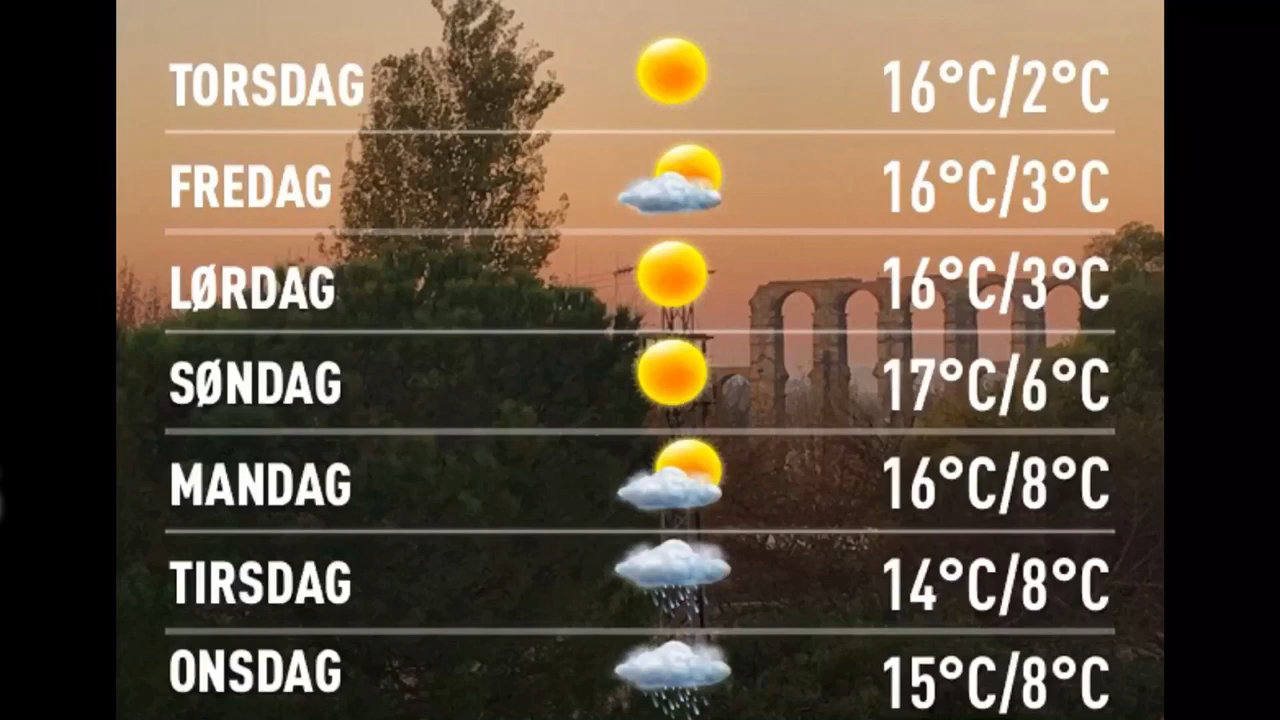 TORSDAG 16°C/2°C
FREDAG 16°C/3°C
LØRDAG 16°C/3°C
SØNDAG 17°C/6°C
MANDAG 16°C/8°C
TIRSDAG 14°C/8°C
ONSDAG 15°C/8°C